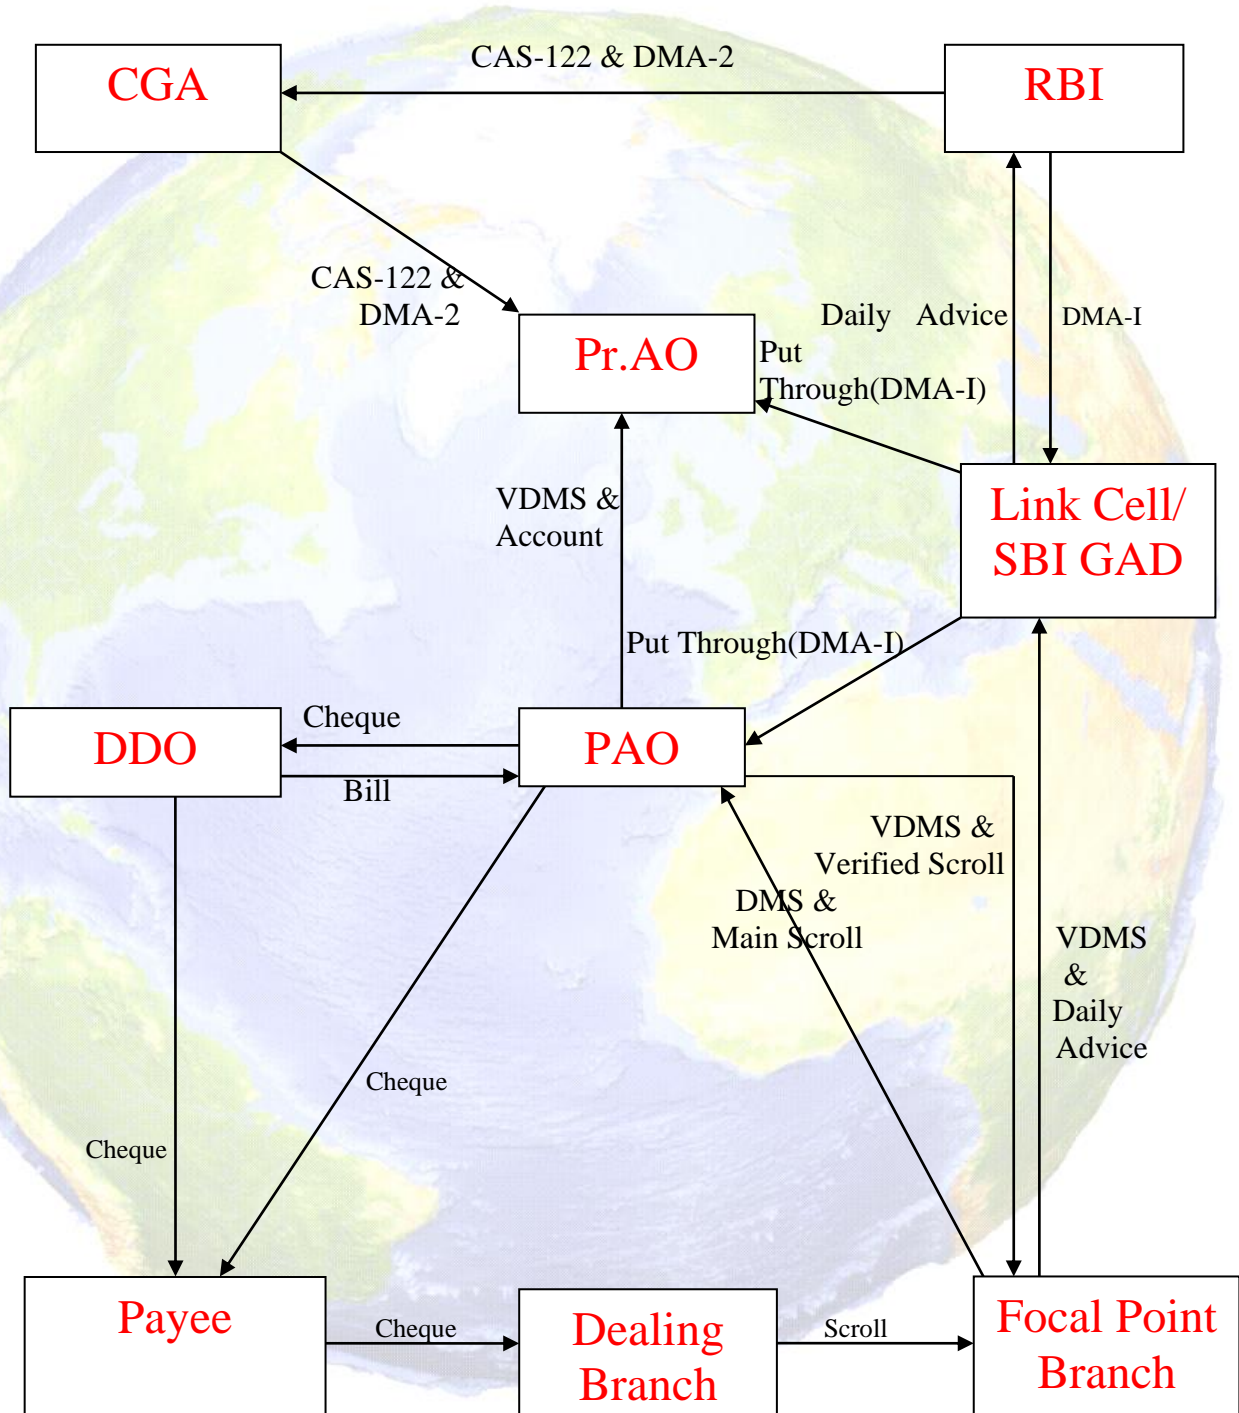 CAS-122 & DMA-2
CGA
RBI
CAS-122 &
DMA-2
Daily Advice
DMA-I
Pr.AO
Put
Through(DMA-I)
Link Cell/
SBI GAD
VDMS &
Account
Put Through(DMA-I)
Cheque
DDO
PAO
Bill
VDMS &
Verified Scroll
DMS &
Main Scroll
VDMS
&
Daily
Advice
Cheque
Cheque
Payee
Cheque
Dealing
Branch
Scroll
Focal Point
Branch